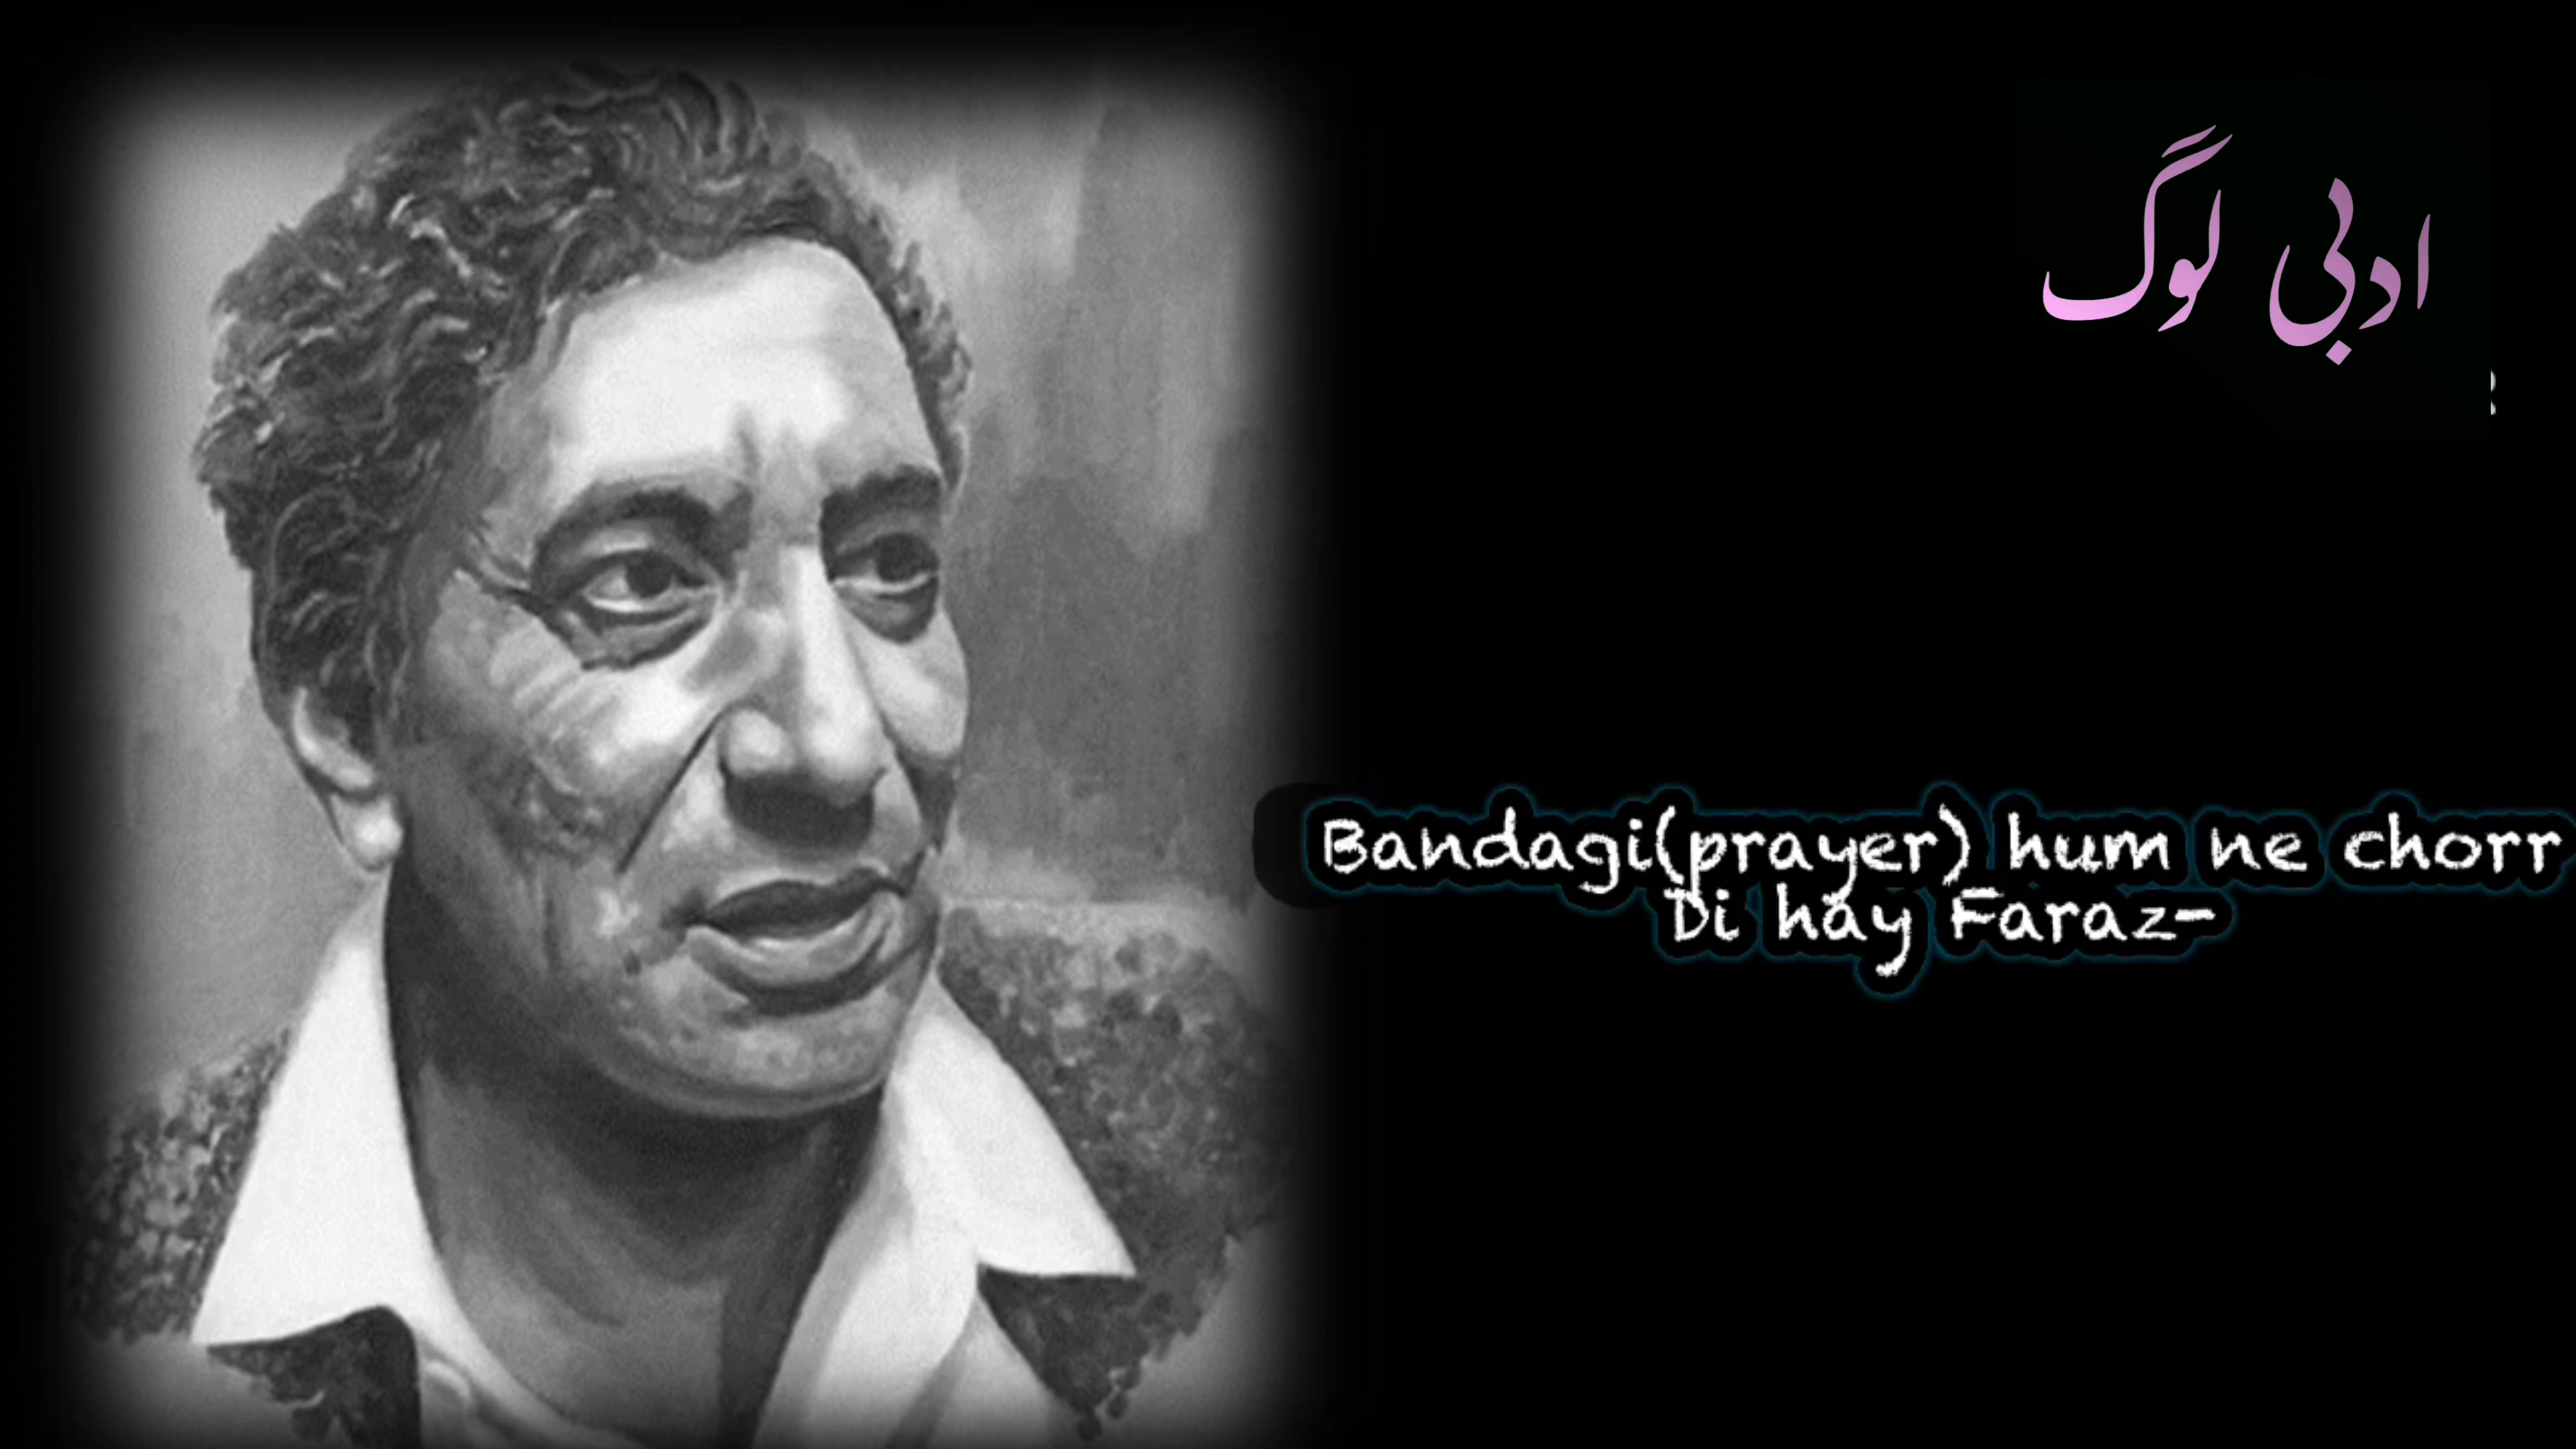 ادبی لوگ
Bandagi(prayer) hum ne chorr
Di hay Faraz-